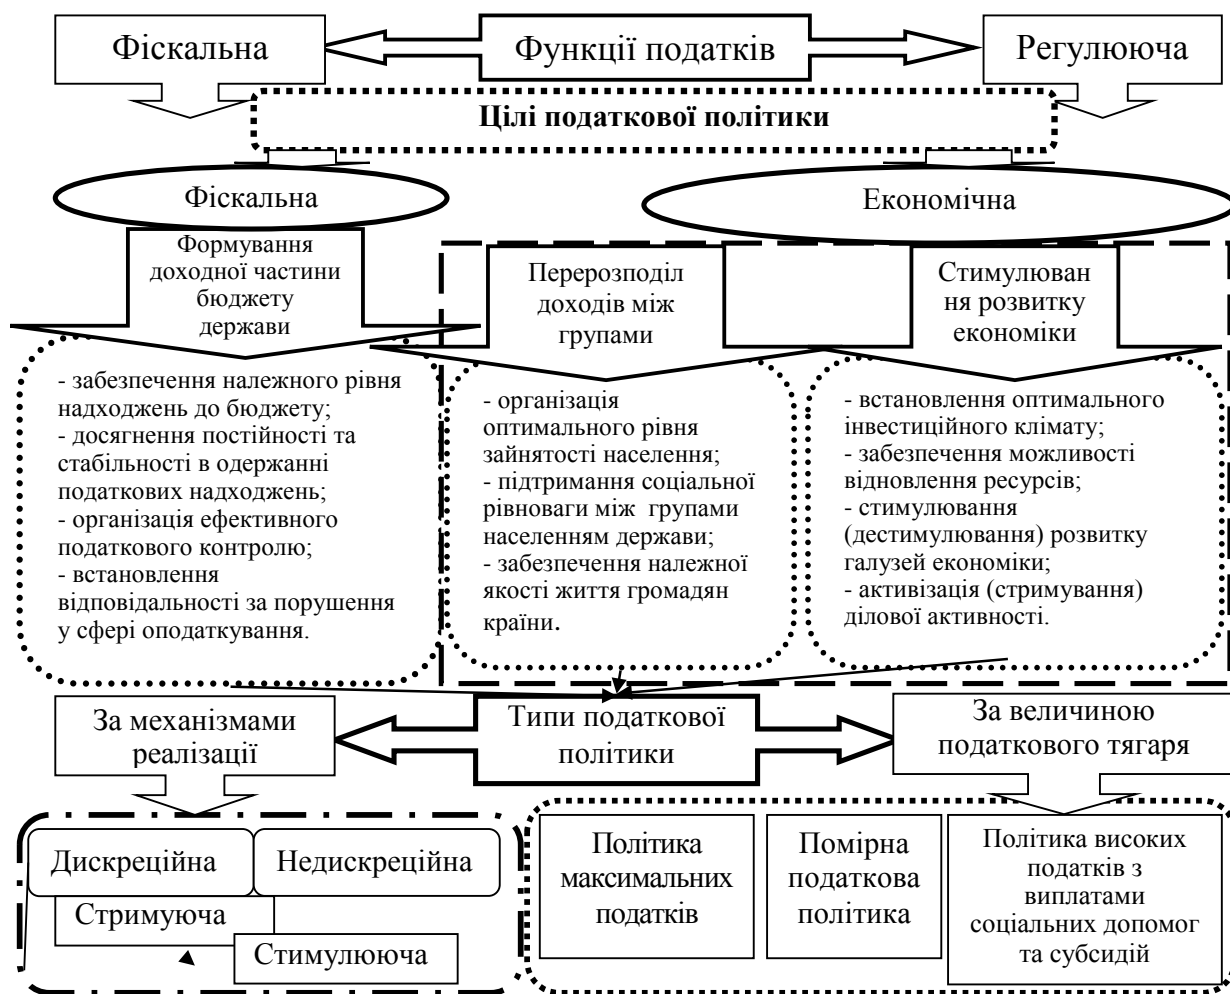 Фіскальна
Функції податків
Регулююча
Цілі податкової політики
Фіскальна
Економічна
Формування
доходної частини
бюджету
держави
Перерозподіл
доходів між
групами
Стимулюван
ня розвитку
економіки
- забезпечення належного рівня
надходжень до бюджету;
- досягнення постійності та
стабільності в одержанні
податкових надходжень;
- організація ефективного
податкового контролю;
- встановлення
відповідальності за порушення
у сфері оподаткування.
- організація
оптимального рівня
зайнятості населення;
- підтримання соціальної
рівноваги між групами
населенням держави;
- забезпечення належної
якості життя громадян
країни.
- встановлення оптимального
інвестиційного клімату;
- забезпечення можливості
відновлення ресурсів;
- стимулювання
(дестимулювання) розвитку
галузей економіки;
- активізація (стримування)
ділової активності.
За механізмами
реалізації
Типи податкової
політики
За величиною
податкового тягаря
Дискреційна
Недискреційна
Стримуюча
Стимулююча
Політика
максимальних
податків
Помірна
податкова
політика
Політика високих
податків з
виплатами
соціальних допомог
та субсидій